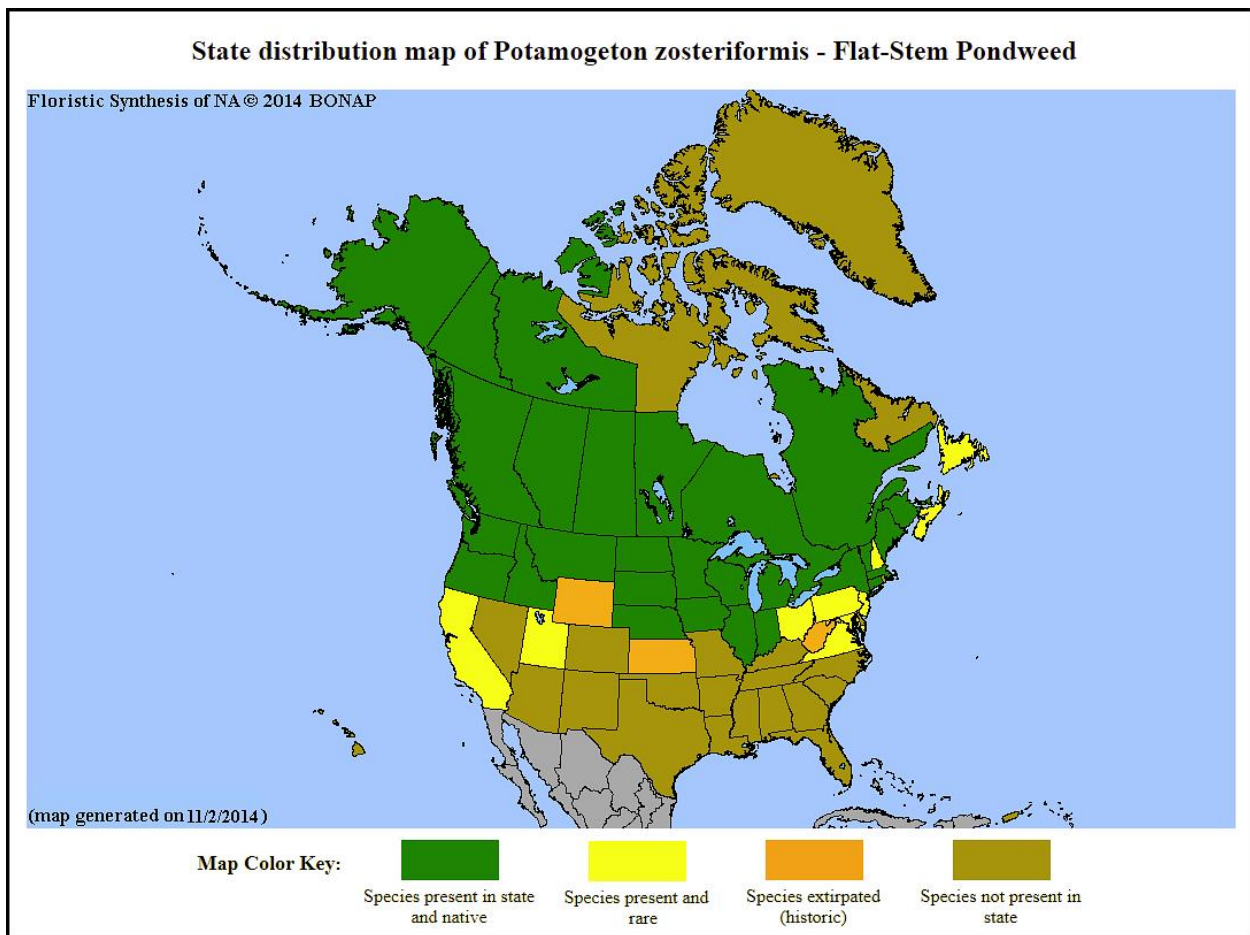 State distribution map of Potamogeton zosteriformis - Flat-Stem Pondweed
Floristic Synthesis of NA © 2014 BONAP
(map generated on 11/2/2014)
Map Color Key:
Species present in state
and native
Species present and
rare
Species extirpated
(historic)
Species not present in
state